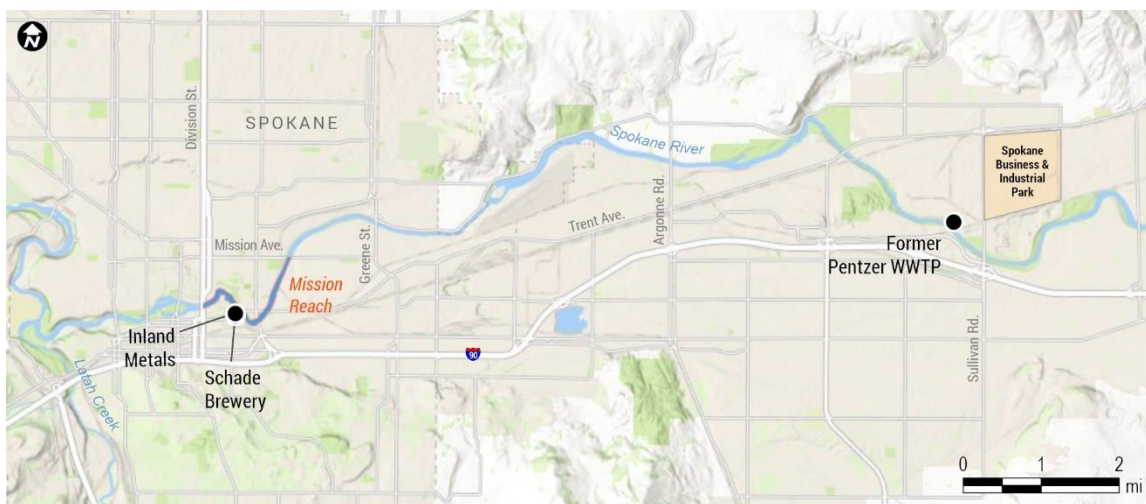 N
Division St.
SPOKANE
Spokane River
Spokane
Business &
Industrial
Park
Argonne Rd.
Trent Ave.
Mission Ave.
Greene St.
Former
Pentzer WWTP
Mission
Reach
Inland
Metals
Schade
Brewery
90
Sullivan Rd.
Latah Creek
0 1 2
mi